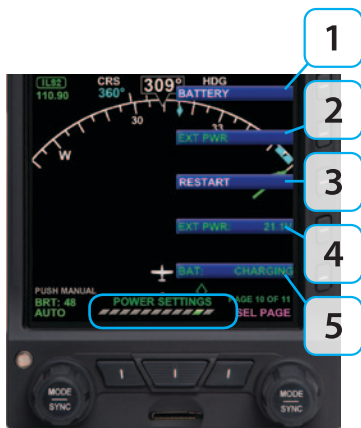 1
ILS2
CRS
309°
HDG
110.90
360°
BATTERY
2
30
33
EXT PWR
W
3
RESTART
4
EXT PWR: 21.1
BAT: CHARGING
5
PUSH MANUAL
BRT: 48
POWER SETTINGS
PAGE 10 OF 11
AUTO
SEL PAGE
MODE
SYNC
MODE
SYNC